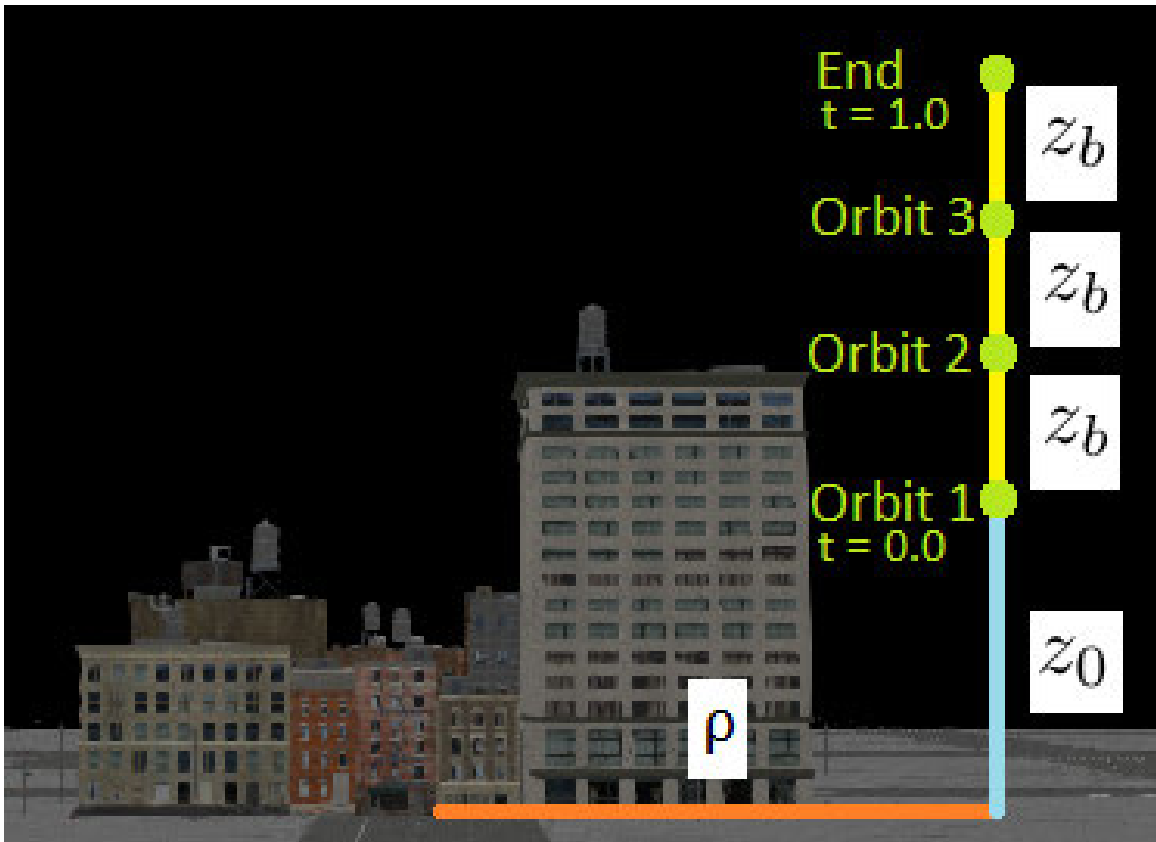 End
t = 1.0
z_b
Orbit 3
z_b
Orbit 2
z_b
Orbit 1
t = 0.0
z_0
ρ